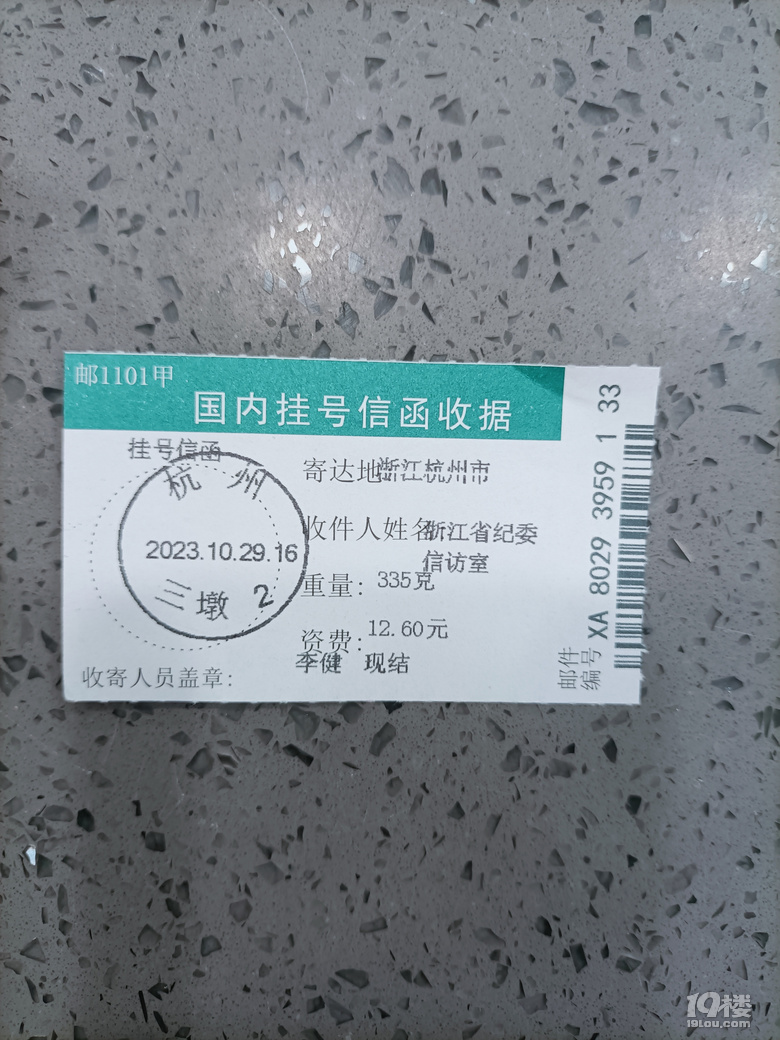 邮1101甲
国内挂号信函收据
挂号信函
寄达地:浙江杭州市
收件人姓名:浙江省纪委
信访室
重量:335克
资费:12.60元
李健 现结
收寄人员盖章:
杭州
2023.10.29.16
三墩 2
邮件
编号 XA 8029 3959 1 33
19楼
19lou.com